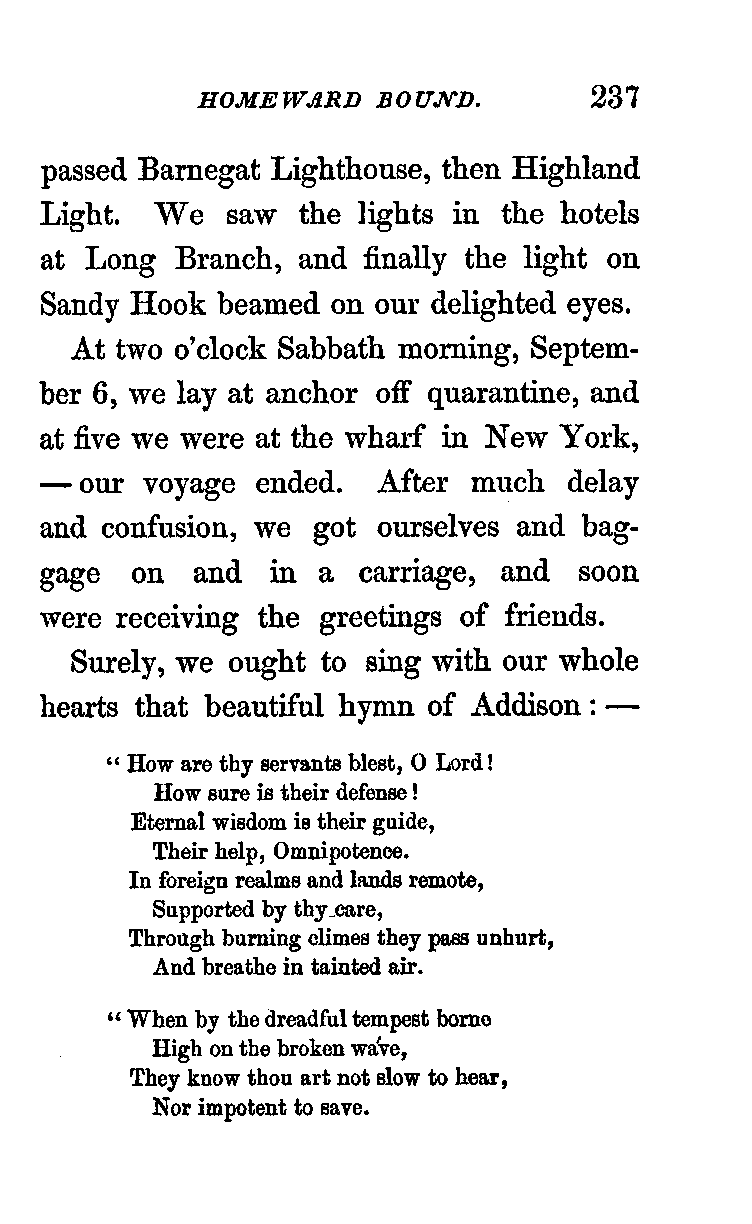 HOMEWARD BOUND. 237
passed Barnegat Lighthouse, then Highland
Light. We saw the lights in the hotels
at Long Branch, and finally the light on
Sandy Hook beamed on our delighted eyes.
At two o'clock Sabbath morning, Septem-
ber 6, we lay at anchor off quarantine, and
at five we were at the wharf in New York,
— our voyage ended. After much delay
and confusion, we got ourselves and bag-
gage on and in a carriage, and soon
were receiving the greetings of friends.
Surely, we ought to sing with our whole
hearts that beautiful hymn of Addison: —
"How are thy servants blest, O Lord!
How sure is their defense!
Eternal wisdom is their guide,
Their help, Omnipotence.
In foreign realms and lands remote,
Supported by thy care,
Through burning climes they pass unhurt,
And breathe in tainted air.
"When by the dreadful tempest borne
High on the broken wave,
They know thou art not slow to hear,
Nor impotent to save.